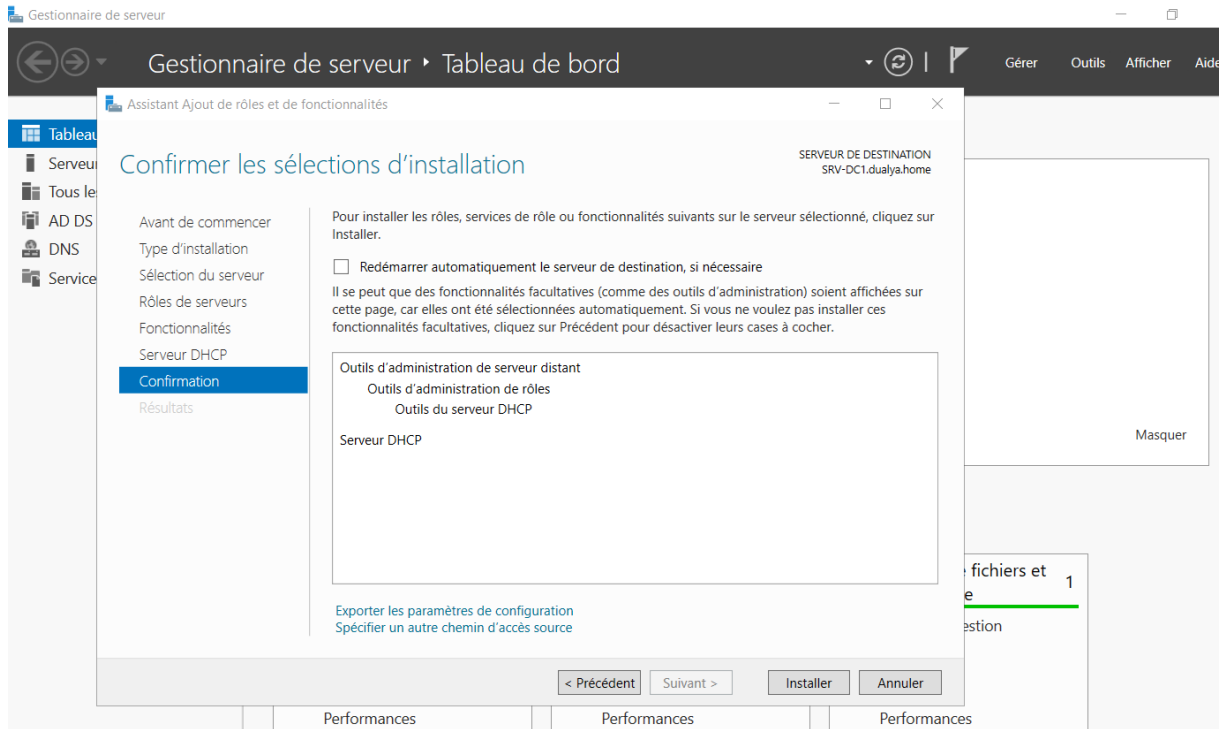 Gestionnaire de serveur
Gestionnaire de serveur ‣ Tableau de bord
Gérer Outils Afficher Aide
Assistant Ajout de rôles et de fonctionnalités
Tableau
Serveur
Tous le
AD DS
DNS
Service
Confirmer les sélections d'installation
SERVEUR DE DESTINATION
SRV-DC1.dualya.home
Avant de commencer
Type d'installation
Sélection du serveur
Rôles de serveurs
Fonctionnalités
Serveur DHCP
Confirmation
Résultats
Pour installer les rôles, services de rôle ou fonctionnalités suivants sur le serveur sélectionné, cliquez sur
Installer.
Redémarrer automatiquement le serveur de destination, si nécessaire
Il se peut que des fonctionnalités facultatives (comme des outils d'administration) soient affichées sur
cette page, car elles ont été sélectionnées automatiquement. Si vous ne voulez pas installer ces
fonctionnalités facultatives, cliquez sur Précédent pour désactiver leurs cases à cocher.
Outils d'administration de serveur distant
Outils d'administration de rôles
Outils du serveur DHCP
Serveur DHCP
Exporter les paramètres de configuration
Spécifier un autre chemin d'accès source
< Précédent Suivant > Installer Annuler
Masquer
fichiers et 1
e
estion
Performances Performances Performances